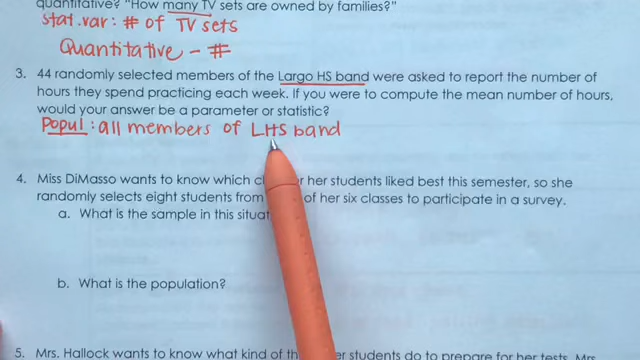 quantitative? "How many TV sets are owned by families?"
stat.var: # of TV sets
Quantitative - #
3. 44 randomly selected members of the Largo HS band were asked to report the number of
hours they spend practicing each week. If you were to compute the mean number of hours,
would your answer be a parameter or statistic?
Popul: all members of LHS band
4. Miss DiMasso wants to know which her students liked best this semester, so she
randomly selects eight students from of her six classes to participate in a survey.
a. What is the sample in this
b. What is the population?
5. Mrs. Hallock wants to know what kind of students do to prepare for her tests. Mrs.